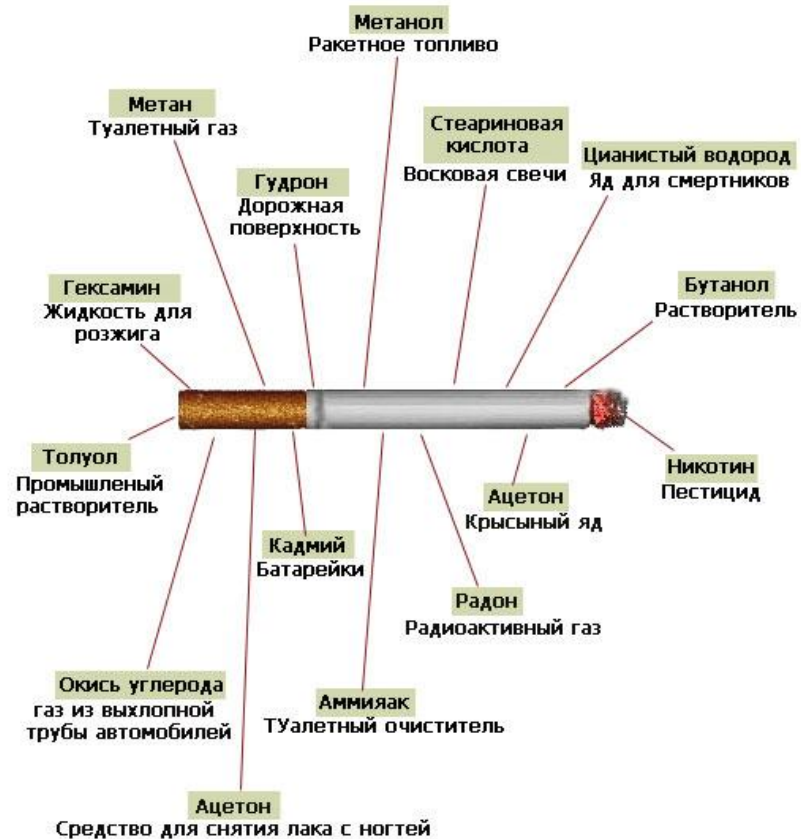 Метанол
Ракетное топливо
Метан
Туалетный газ
Стеариновая
кислота
Восковая свечи
Цианистый водород
Яд для смертников
Гудрон
Дорожная
поверхность
Гексамин
Жидкость для
розжига
Бутанол
Растворитель
Толуол
Промышленый
растворитель
Никотин
Пестицид
Ацетон
Крысыный яд
Кадмий
Батарейки
Радон
Радиоактивный газ
Окись углерода
газ из выхлопной
трубы автомобилей
Аммияак
ТУалетный очиститель
Ацетон
Средство для снятия лака с ногтей